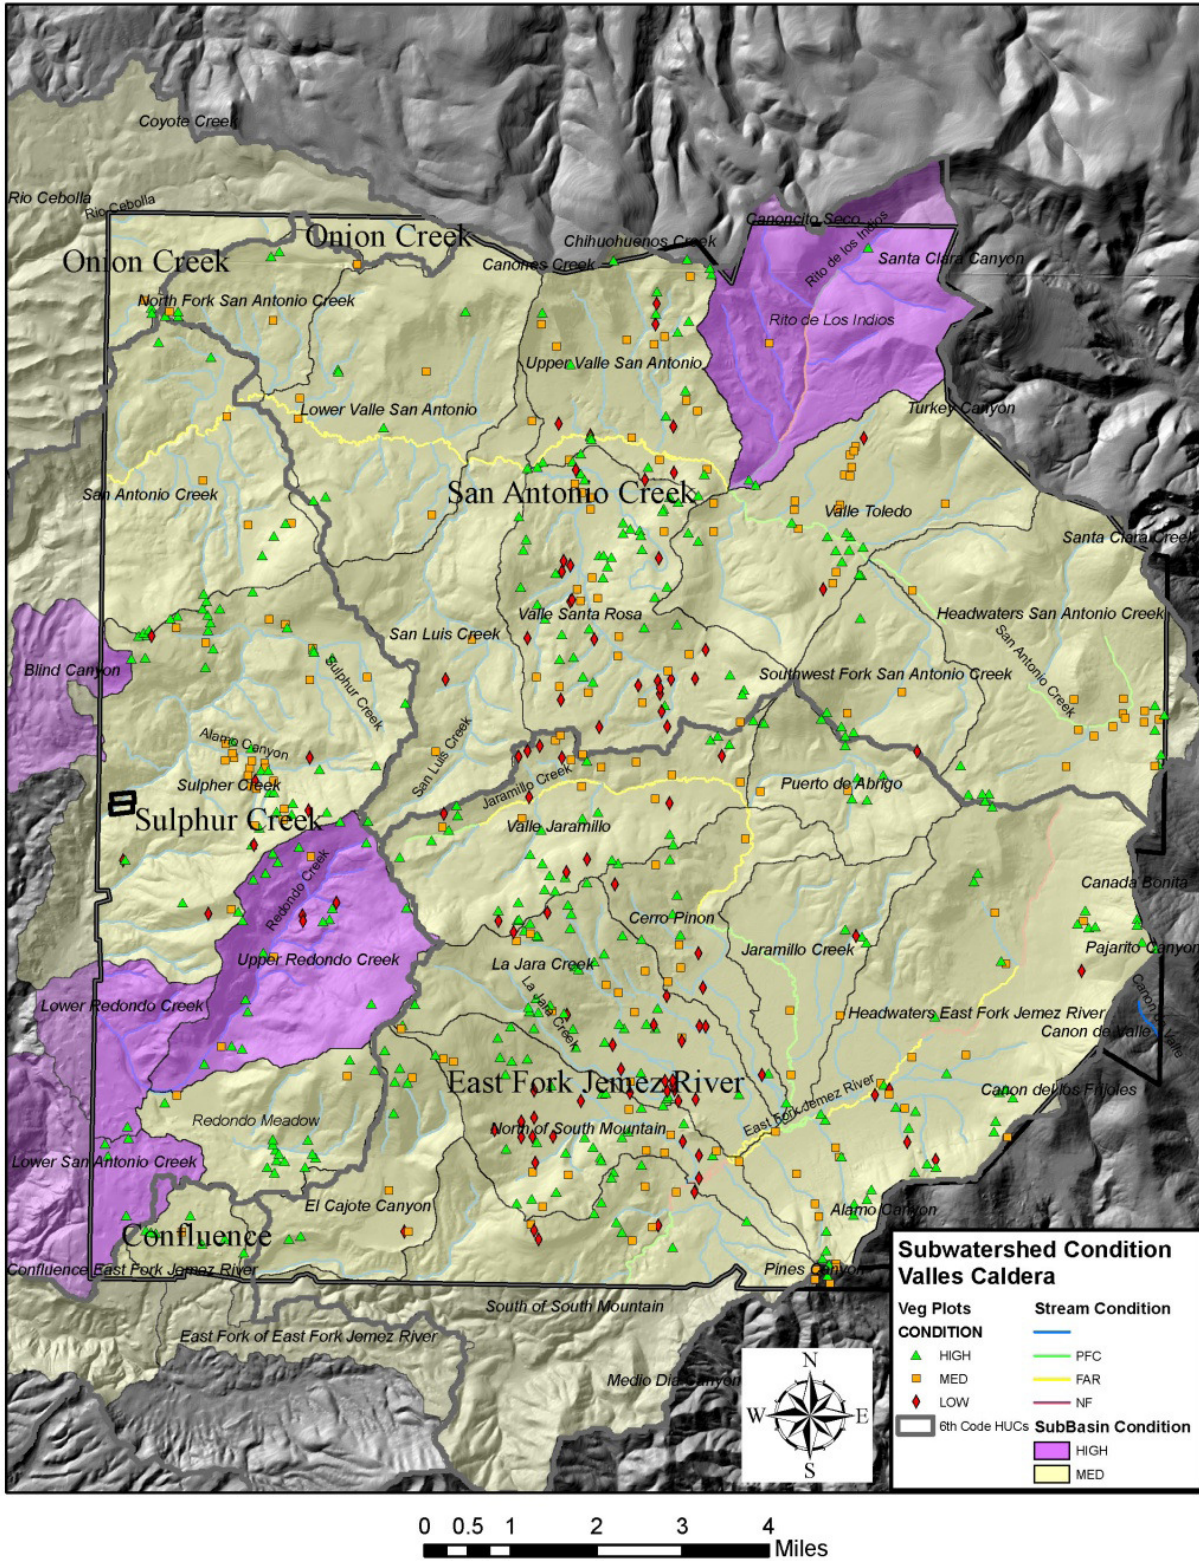 Coyote Creek
Rio Cebolla
Rio Cebolla
Onion Creek
Onion Creek
Canoncito Seco
Rito de los Indios
Chihuohuenos Creek
Canones Creek
Santa Clara Canyon
North Fork San Antonio Creek
Rito de Los Indios
Upper Valle San Antonio
Lower Valle San Antonio
Turkey Canyon
San Antonio Creek
San Antonio Creek
Valle Toledo
Santa Clara Creek
Valle Santa Rosa
Headwaters San Antonio Creek
San Luis Creek
San Antonio Creek
Blind Canyon
Sulphur Creek
Southwest Fork San Antonio Creek
Alamo Canyon
San Luis Creek
Sulpher Creek
Jaramillo Creek
Puerto de Abrigo
Sulphur Creek
Valle Jaramillo
Redondo Creek
Canada Bonita
Cerro Pinon
Jaramillo Creek
Pajarito Canyon
Upper Redondo Creek
La Jara Creek
Lower Redondo Creek
La Jara Creek
Headwaters East Fork Jemez River
Canon de Valle
Canon de Valle
East Fork Jemez River
Canon del los Frijoles
East Fork Jemez River
Redondo Meadow
North of South Mountain
Lower San Antonio Creek
El Cajote Canyon
Alamo Canyon
Confluence
Confluence East Fork Jemez River
Pines Canyon
South of South Mountain
East Fork of East Fork Jemez River
Medio Dia Canyon
N
W E
S
Subwatershed Condition
Valles Caldera
Veg Plots Stream Condition
CONDITION
HIGH PFC
MED FAR
LOW NF
6th Code HUCs SubBasin Condition
HIGH
MED
0 0.5 1 2 3 4
Miles